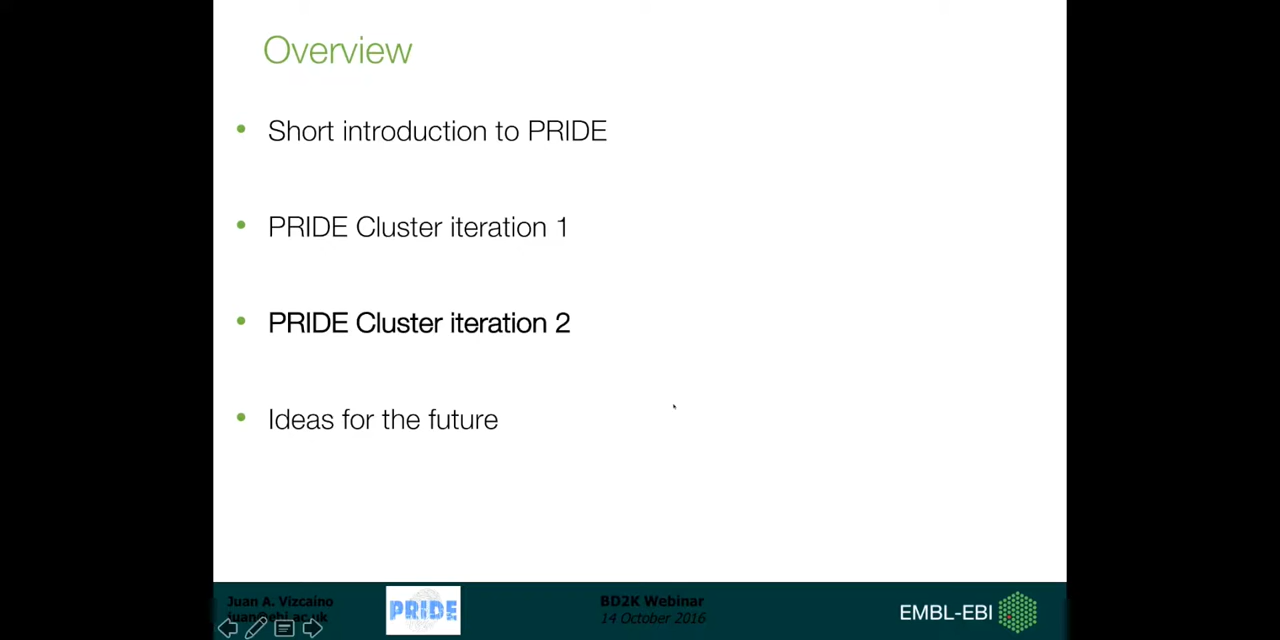 Overview
• Short introduction to PRIDE
• PRIDE Cluster iteration 1
• PRIDE Cluster iteration 2
• Ideas for the future
Juan A. Vizcaino
juan@ebi.ac.uk
PRIDE
BD2K Webinar
14 October 2016
EMBL-EBI